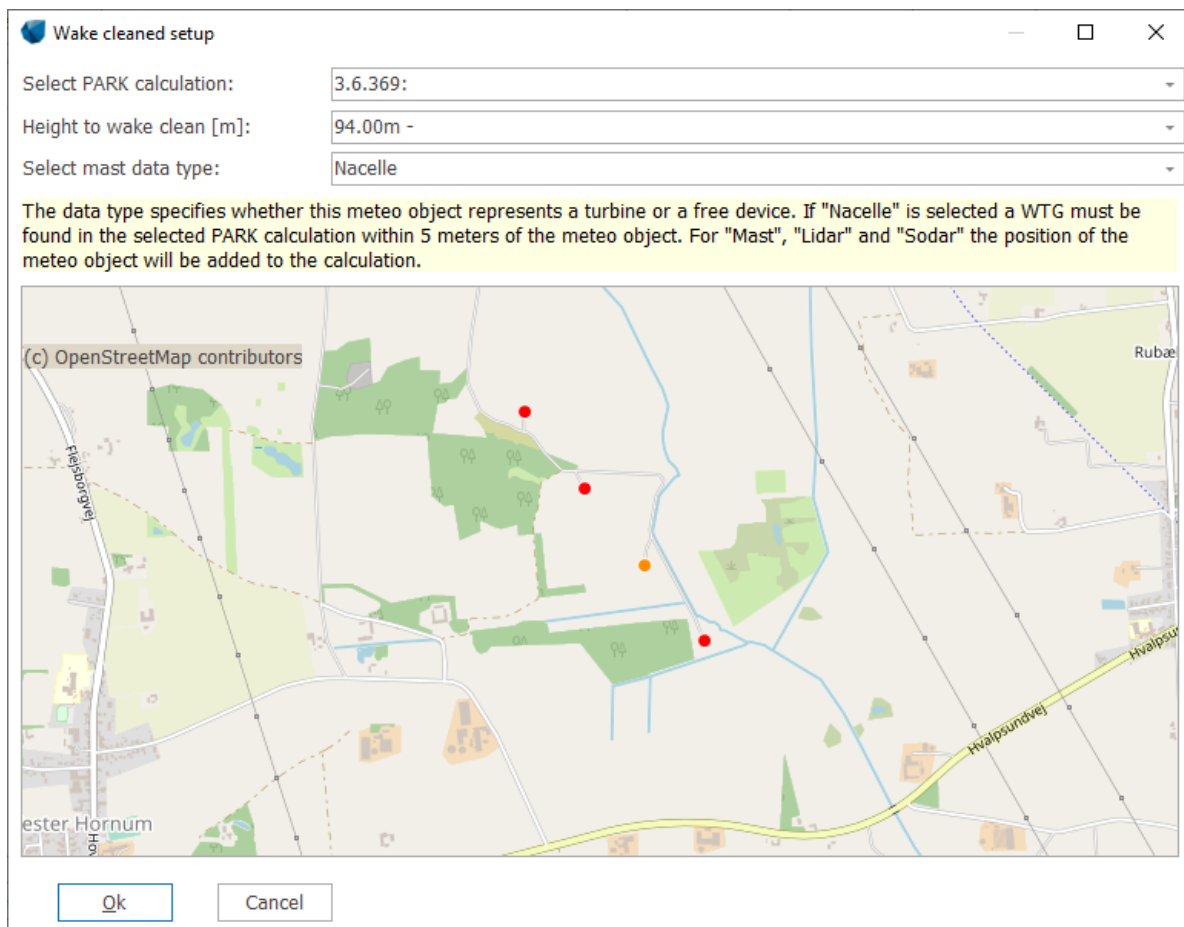 Wake cleaned setup
Select PARK calculation:
3.6.369:
Height to wake clean [m]:
94.00m -
Select mast data type:
Nacelle
The data type specifies whether this meteo object represents a turbine or a free device. If "Nacelle" is selected a WTG must be
found in the selected PARK calculation within 5 meters of the meteo object. For "Mast", "Lidar" and "Sodar" the position of the
meteo object will be added to the calculation.
(c) OpenStreetMap contributors
Rubæ
Flejsborgvej
Hvalpsu
Hvalpsundvej
ester Hornum
Hov
Ok
Cancel